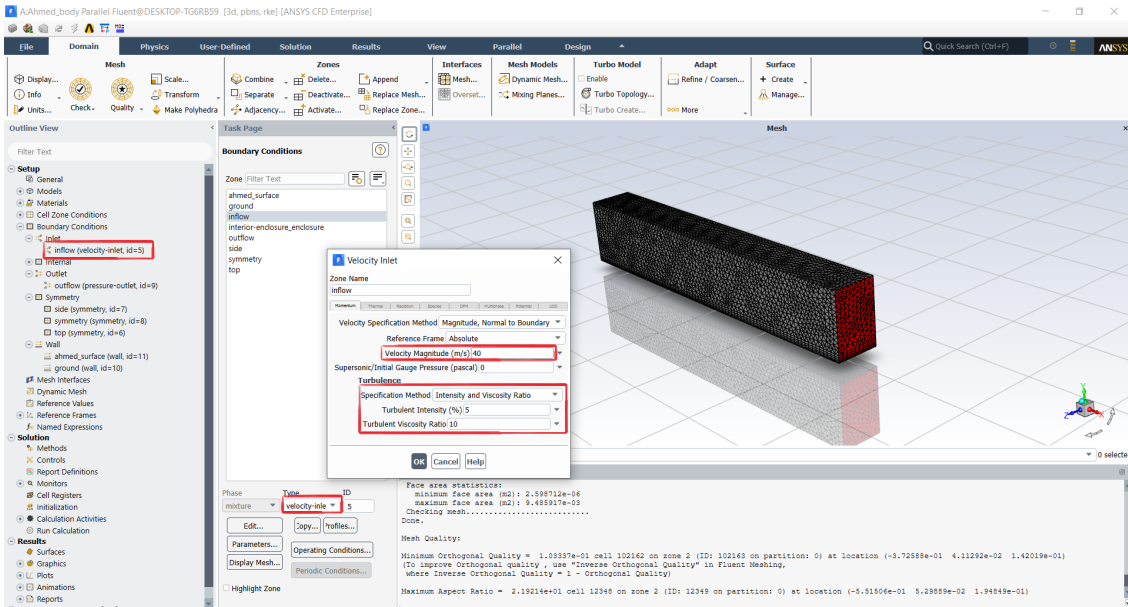 A:Ahmed_body Parallel Fluent@DESKTOP-TG6RBS9 [3d, pbns, rke] [ANSYS CFD Enterprise]
File Domain Physics User-Defined Solution Results View Parallel Design
Quick Search (Ctrl+F)
ANSYS
Mesh Zones Interfaces Mesh Models Turbo Model Adapt Surface
Display... Scale... Combine Delete... Append Mesh... Dynamic Mesh... Enable Refine / Coarsen... Create
Info Transform Separate Deactivate... Replace Mesh... Overset... Mixing Planes... Turbo Topology... Manage...
Units... Check Quality Make Polyhedra Adjacency... Activate... Replace Zone... Turbo Create... More
Outline View
Filter Text
Setup
General
Models
Materials
Cell Zone Conditions
Boundary Conditions
Inlet
inflow (velocity-inlet, id=5)
Internal
Outlet
outflow (pressure-outlet, id=9)
Symmetry
side (symmetry, id=7)
symmetry (symmetry, id=8)
top (symmetry, id=6)
Wall
ahmed_surface (wall, id=11)
ground (wall, id=10)
Mesh Interfaces
Dynamic Mesh
Reference Values
Reference Frames
Named Expressions
Solution
Methods
Controls
Report Definitions
Monitors
Cell Registers
Initialization
Calculation Activities
Run Calculation
Results
Surfaces
Graphics
Plots
Animations
Reports
Task Page
Boundary Conditions
Zone Filter Text
ahmed_surface
ground
inflow
interior-enclosure_enclosure
outflow
side
symmetry
top
Phase Type ID
mixture velocity-inle 5
Edit... Copy... Profiles...
Parameters... Operating Conditions...
Display Mesh... Periodic Conditions...
Highlight Zone
Velocity Inlet
Zone Name
inflow
Momentum Thermal Radiation Species DPM Multiphase Potential UDS
Velocity Specification Method Magnitude, Normal to Boundary
Reference Frame Absolute
Velocity Magnitude (m/s) 40
Supersonic/Initial Gauge Pressure (pascal) 0
Turbulence
Specification Method Intensity and Viscosity Ratio
Turbulent Intensity (%) 5
Turbulent Viscosity Ratio 10
OK Cancel Help
Mesh
Y
Z X
0 selecte
Face area statistics:
minimum face area (m2): 2.598712e-06
maximum face area (m2): 9.485917e-03
Checking mesh...........................
Done.
Mesh Quality:
Minimum Orthogonal Quality = 1.03337e-01 cell 102162 on zone 2 (ID: 102163 on partition: 0) at location (-3.72588e-01 4.11292e-02 1.42019e-01)
(To improve Orthogonal quality , use "Inverse Orthogonal Quality" in Fluent Meshing,
where Inverse Orthogonal Quality = 1 - Orthogonal Quality)
Maximum Aspect Ratio = 2.19214e+01 cell 12348 on zone 2 (ID: 12349 on partition: 0) at location (-5.51506e-01 5.29889e-02 1.94849e-01)